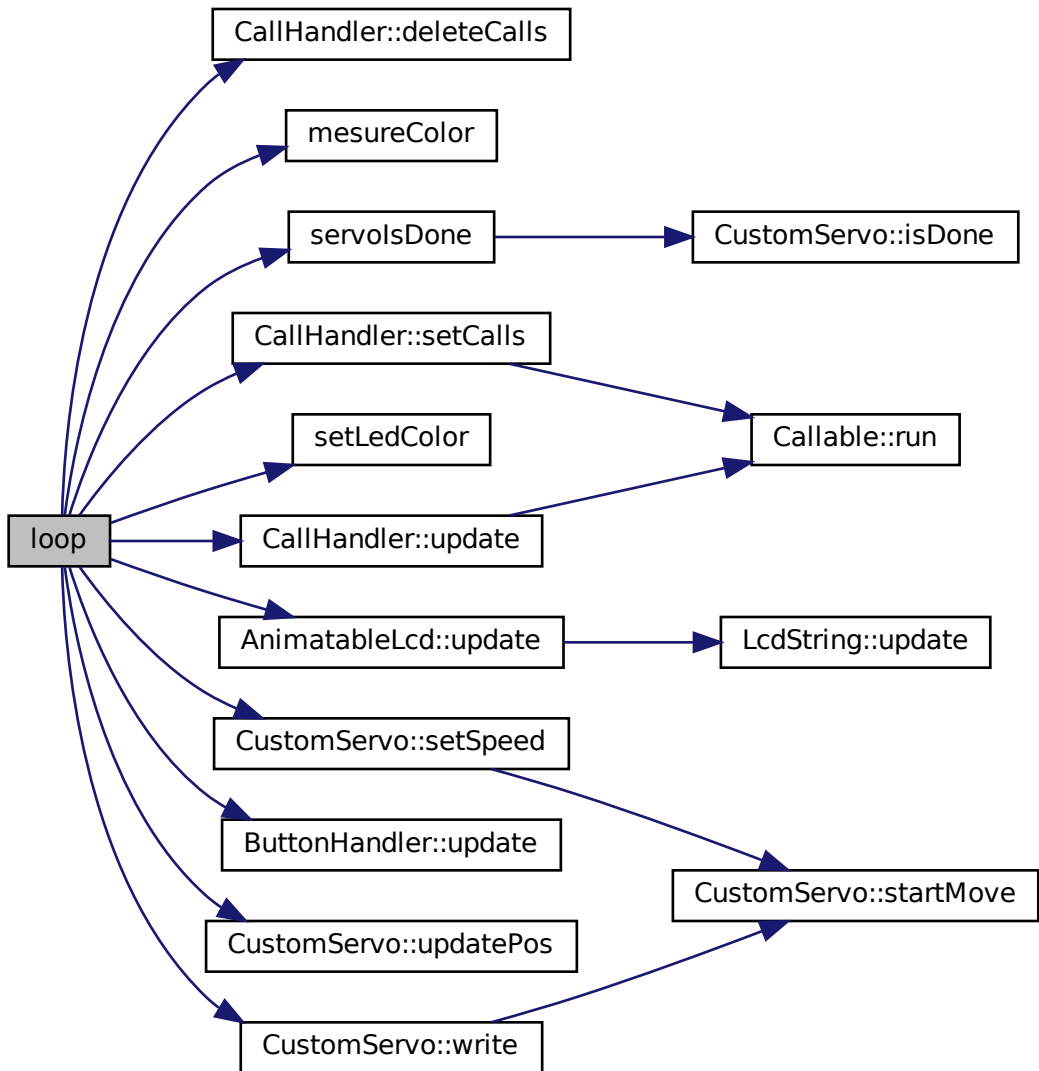 CallHandler::deleteCalls
mesureColor
servoIsDone
CustomServo::isDone
CallHandler::setCalls
setLedColor
Callable::run
loop
CallHandler::update
AnimatableLcd::update
LcdString::update
CustomServo::setSpeed
ButtonHandler::update
CustomServo::startMove
CustomServo::updatePos
CustomServo::write